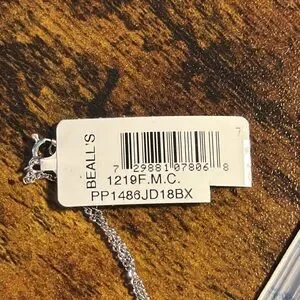 BEALL'S
7
7 29881 07806 8
1219F.M.C.
PP1486JD18BX